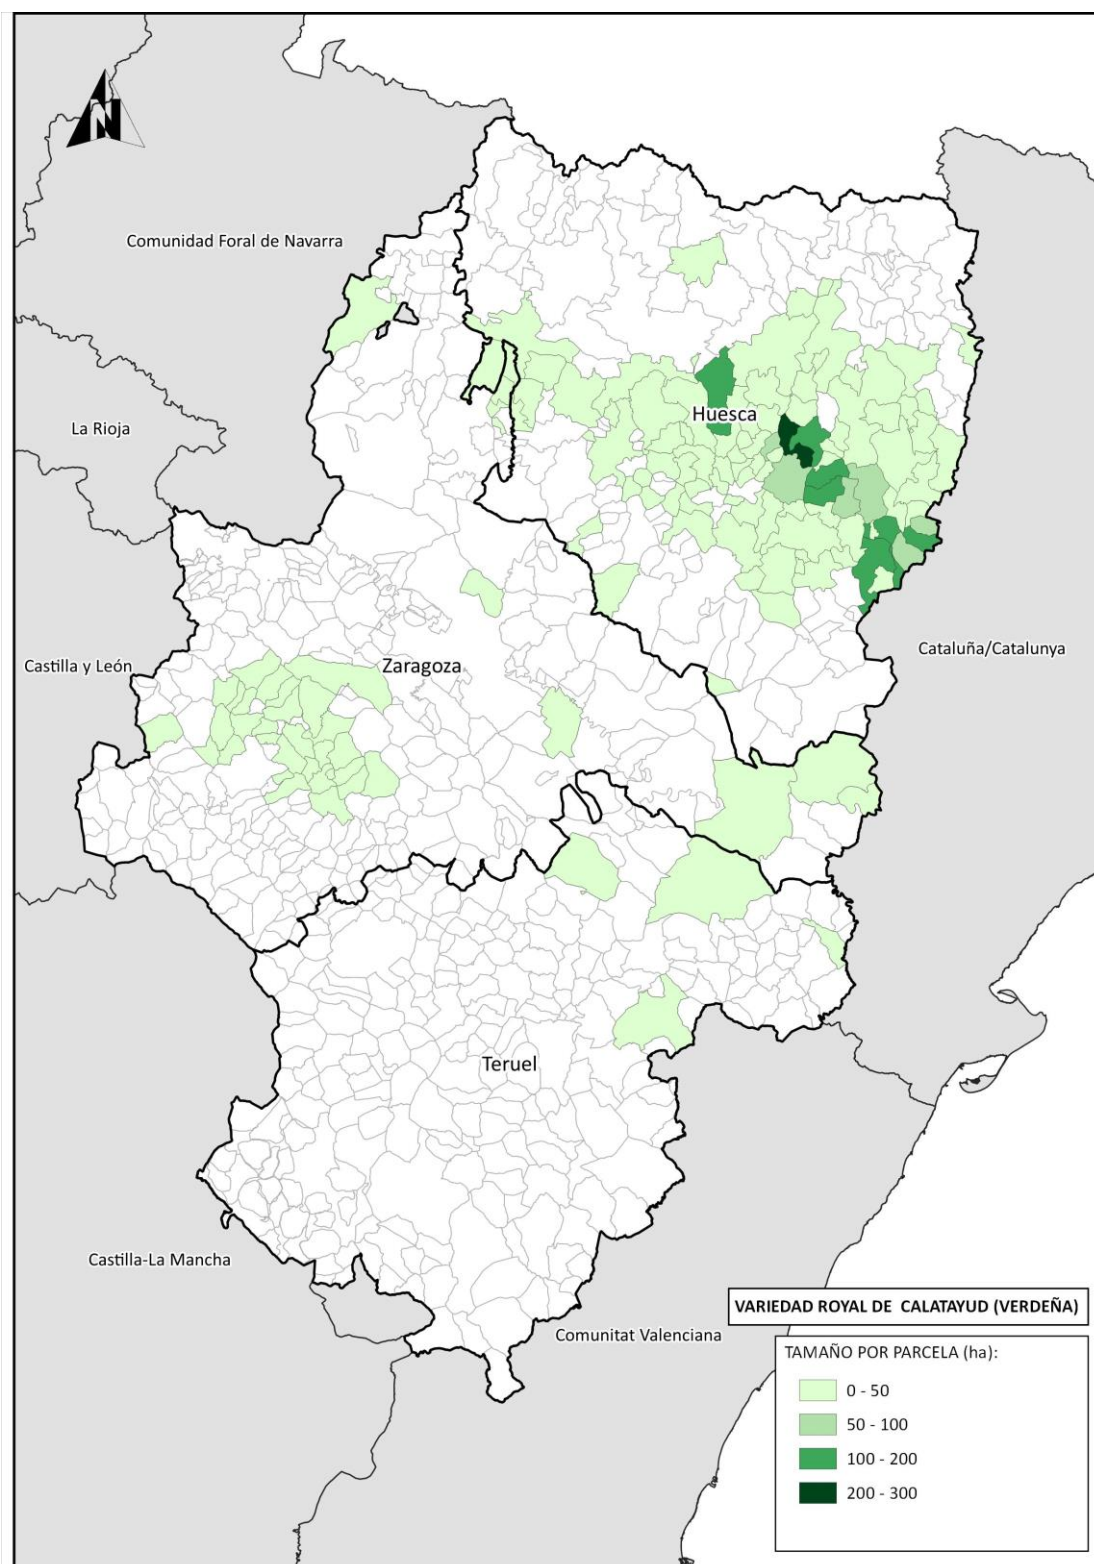 N
Comunidad Foral de Navarra
La Rioja
Huesca
Castilla y León
Zaragoza
Cataluña/Catalunya
Teruel
Castilla-La Mancha
Comunitat Valenciana
VARIEDAD ROYAL DE CALATAYUD (VERDEÑA)
TAMAÑO POR PARCELA (ha):
0 - 50
50 - 100
100 - 200
200 - 300